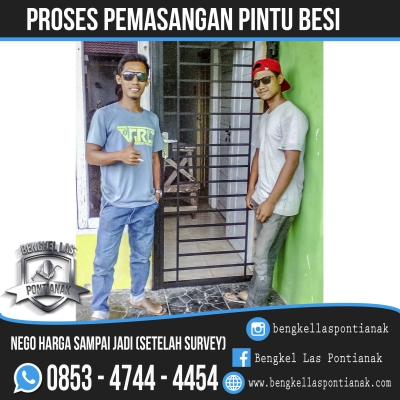 PROSES PEMASANGAN PINTU BESI
BENGKEL LAS
PONTIANAK
NEGO HARGA SAMPAI JADI (SETELAH SURVEY)
0853 - 4744 - 4454
bengkellaspontianak
Bengkel Las Pontianak
www.bengkellaspontianak.com